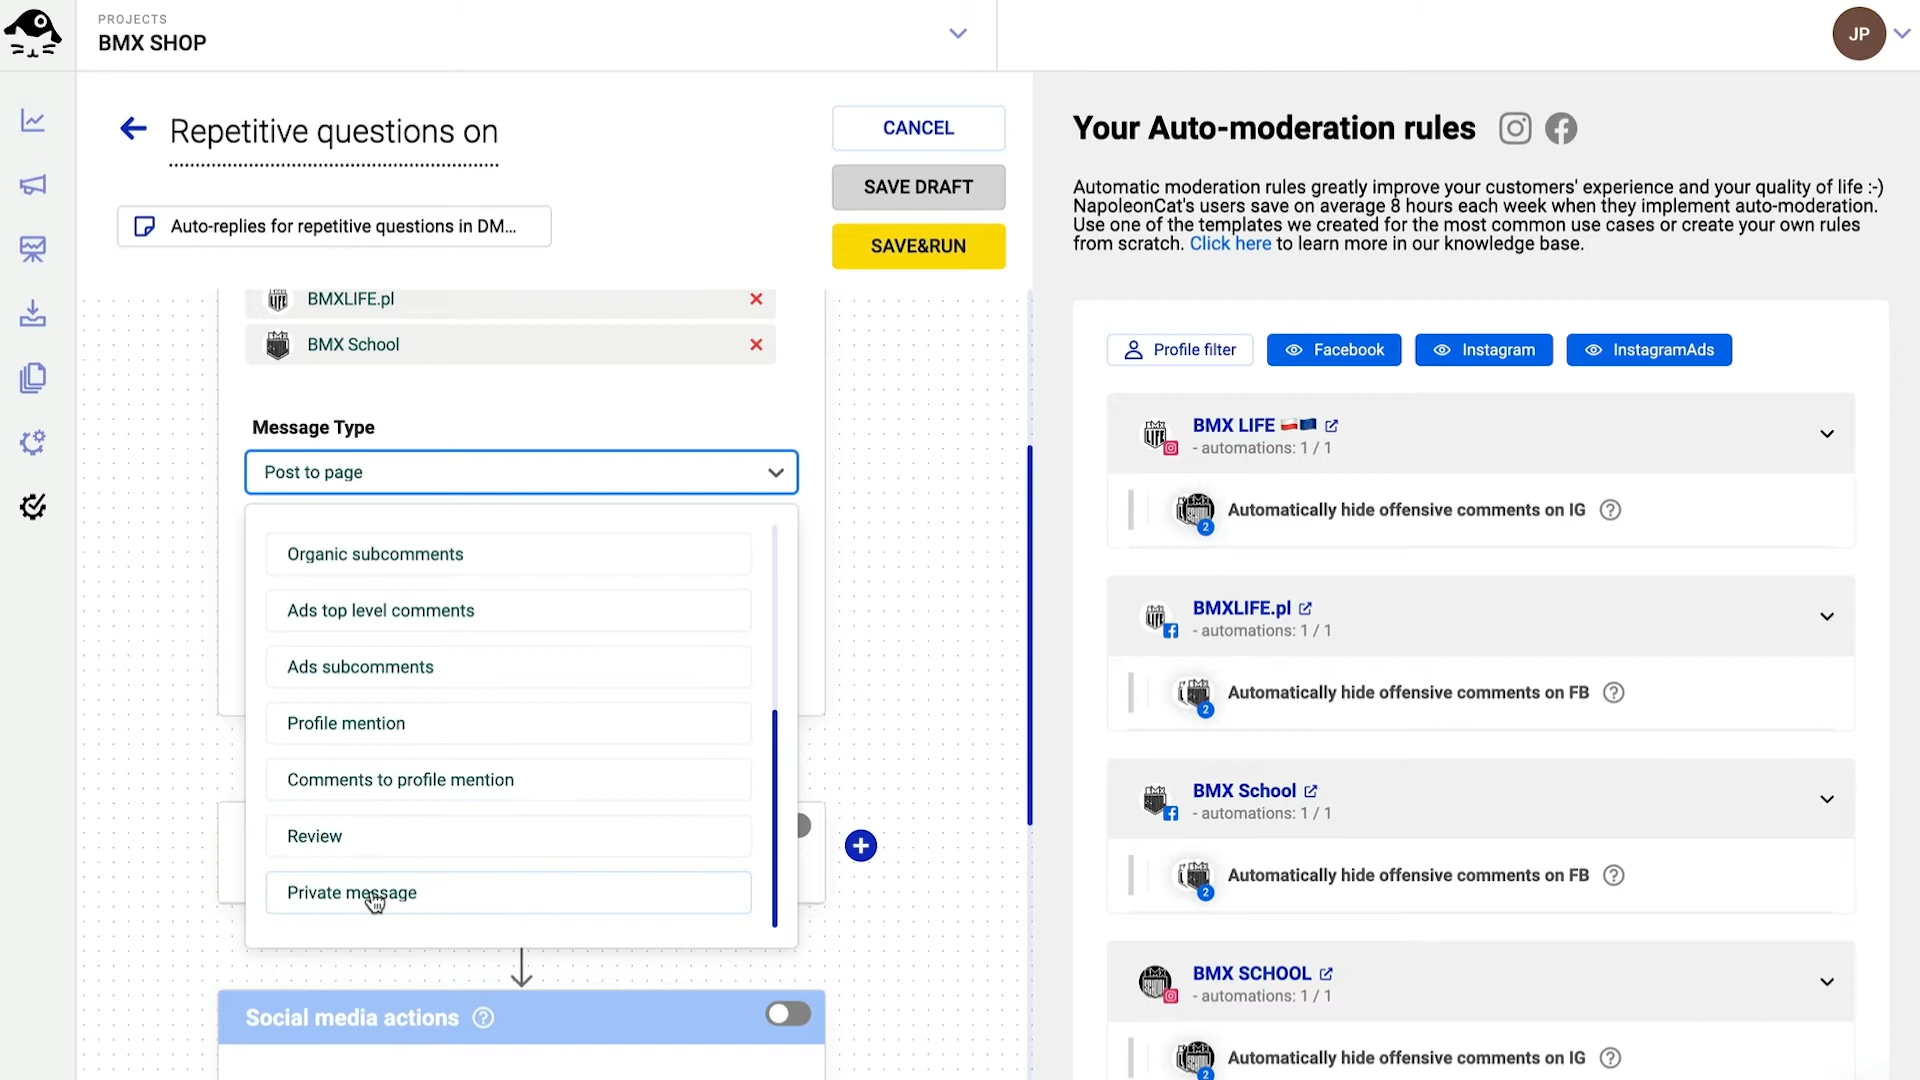 PROJECTS
BMX SHOP
JP
Repetitive questions on
CANCEL
SAVE DRAFT
SAVE&RUN
Auto-replies for repetitive questions in DM...
BMXLIFE.pl
BMX School
Message Type
Post to page
Organic subcomments
Ads top level comments
Ads subcomments
Profile mention
Comments to profile mention
Review
Private message
Social media actions
Your Auto-moderation rules
Automatic moderation rules greatly improve your customers' experience and your quality of life :-)
NapoleonCat's users save on average 8 hours each week when they implement auto-moderation.
Use one of the templates we created for the most common use cases or create your own rules
from scratch. Click here to learn more in our knowledge base.
Profile filter
Facebook
Instagram
InstagramAds
BMX LIFE
- automations: 1 / 1
2
Automatically hide offensive comments on IG
BMXLIFE.pl
- automations: 1 / 1
2
Automatically hide offensive comments on FB
BMX School
- automations: 1 / 1
2
Automatically hide offensive comments on FB
BMX SCHOOL
- automations: 1 / 1
2
Automatically hide offensive comments on IG